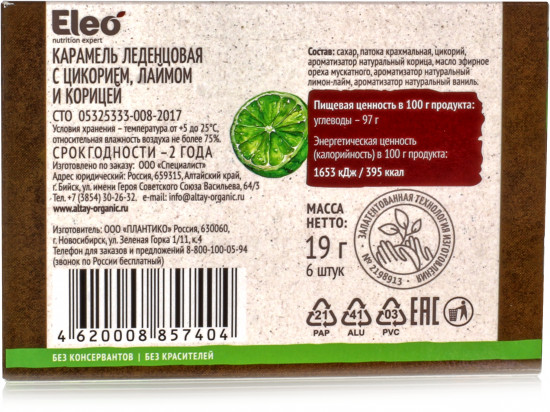 Eleo
nutrition expert
КАРАМЕЛЬ ЛЕДЕНЦОВАЯ
С ЦИКОРИЕМ, ЛАЙМОМ
И КОРИЦЕЙ
СТО 05325333-008-2017
Условия хранения – температура от +5 до 25°С,
относительная влажность воздуха не более 75%.
СРОК ГОДНОСТИ – 2 ГОДА
Изготовлено по заказу: ООО «Специалист»
Адрес юридический: Россия, 659315, Алтайский край,
г. Бийск, ул. имени Героя Советского Союза Васильева, 64/3
Тел. +7 (3854) 30-26-32. e-mail: info@altay-organic.ru
www.altay-organic.ru
Изготовитель: ООО «ПЛАНТИКО» Россия, 630060,
г. Новосибирск, ул. Зеленая Горка 1/11, к.4
Телефон для заказов и предложений 8-800-100-05-94
(звонок по России бесплатный)
4 620008 857404
БЕЗ КОНСЕРВАНТОВ | БЕЗ КРАСИТЕЛЕЙ
Состав: сахар, патока крахмальная, цикорий,
ароматизатор натуральный корица, масло эфирное
ореха мускатного, ароматизатор натуральный
лимон-лайм, ароматизатор натуральный ваниль.
Пищевая ценность в 100 г продукта:
углеводы – 97 г
Энергетическая ценность
(калорийность) в 100 г продукта:
1653 кДж / 395 ккал
МАССА
НЕТТО:
19 г
6 штук
ЗАПАТЕНТОВАННАЯ ТЕХНОЛОГИЯ ИЗГОТОВЛЕНИЯ
№ 2198913
21 41 03
PAP ALU PVC
EAC